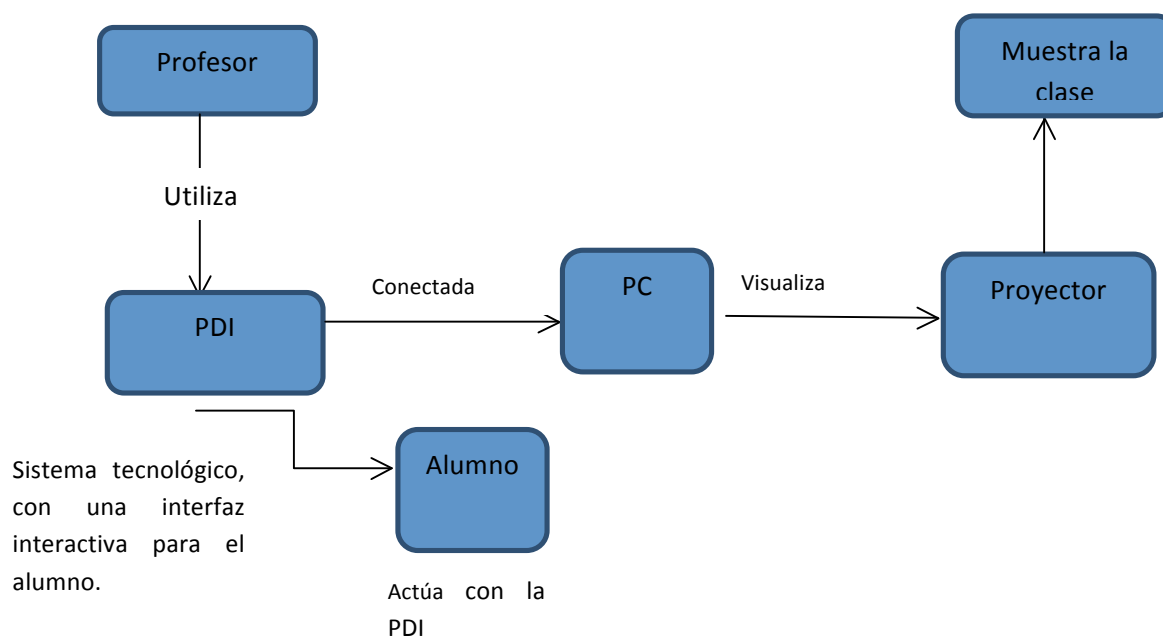 Profesor
Muestra la
clase
Utiliza
PDI
Conectada
PC
Visualiza
Proyector
Sistema tecnológico,
con una interfaz
interactiva para el
alumno.
Alumno
Actúa con la
PDI